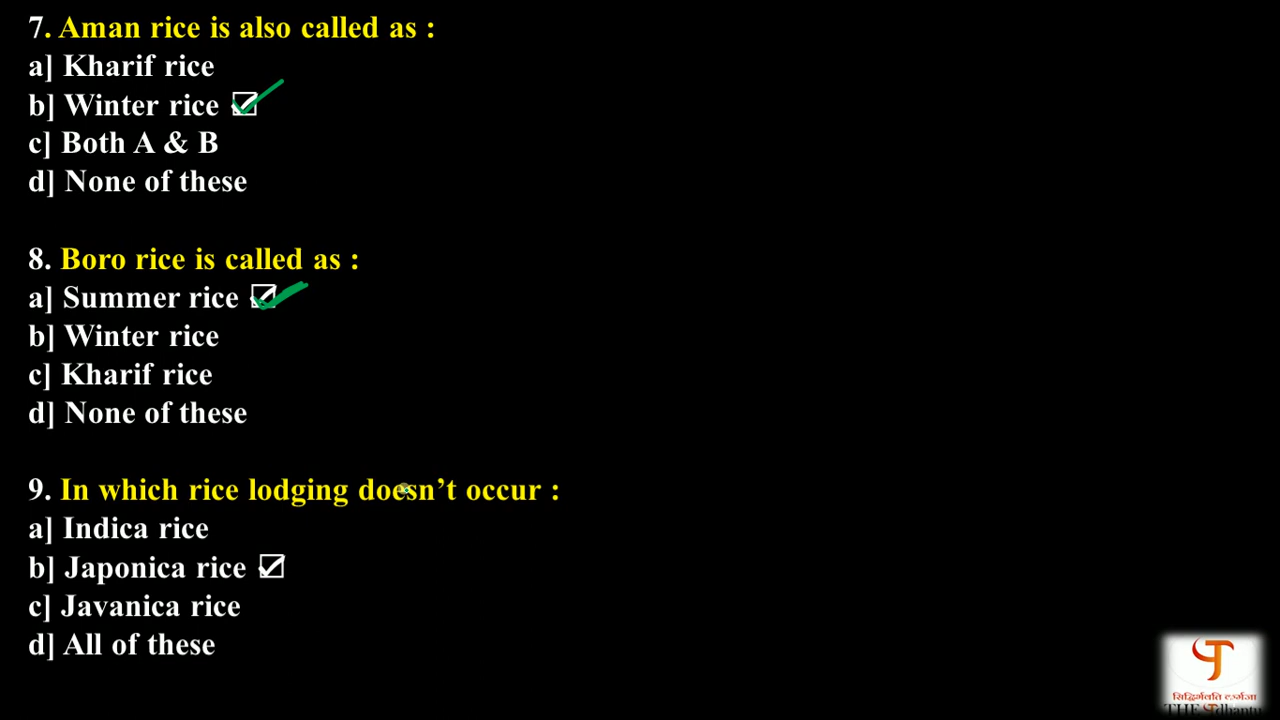 7. Aman rice is also called as :
a] Kharif rice
b] Winter rice ☑
c] Both A & B
d] None of these
8. Boro rice is called as :
a] Summer rice ☑
b] Winter rice
c] Kharif rice
d] None of these
9. In which rice lodging doesn’t occur :
a] Indica rice
b] Japonica rice ☑
c] Javanica rice
d] All of these
THE